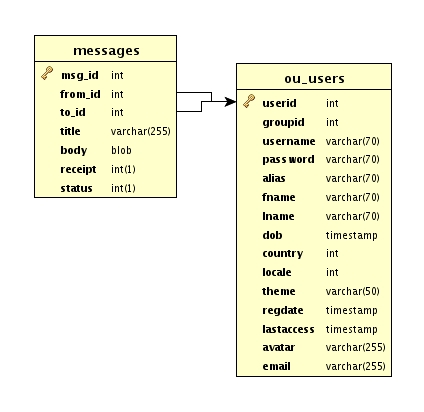 messages
msg_id int
from_id int
to_id int
title varchar(255)
body blob
receipt int(1)
status int(1)
ou_users
userid int
groupid int
username varchar(70)
password varchar(70)
alias varchar(70)
fname varchar(70)
lname varchar(70)
dob timestamp
country int
locale int
theme varchar(50)
regdate timestamp
lastaccess timestamp
avatar varchar(255)
email varchar(255)